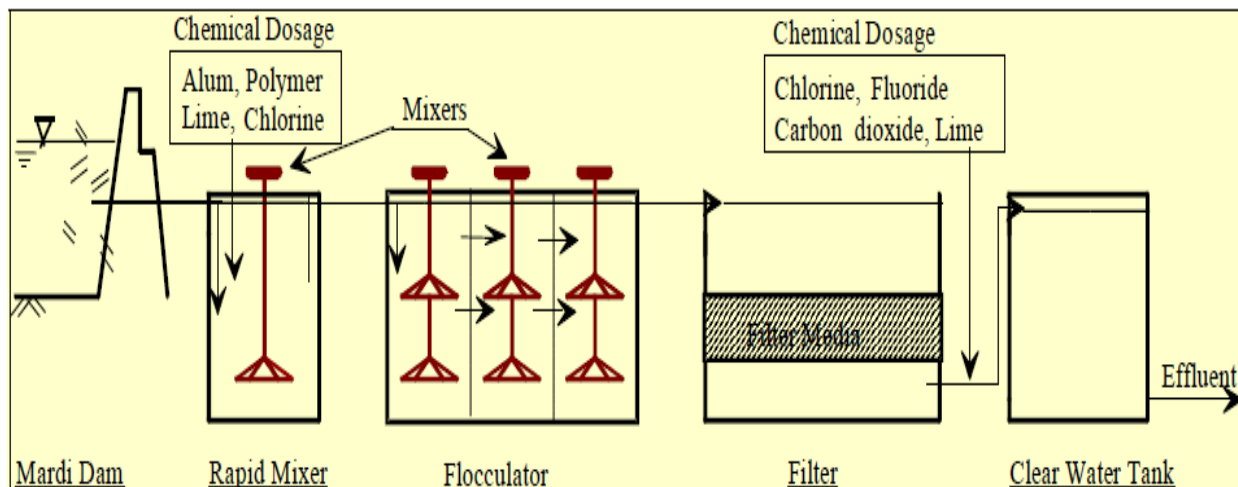 Chemical Dosage
Alum, Polymer
Lime, Chlorine
Mixers
Chemical Dosage
Chlorine, Fluoride
Carbon dioxide, Lime
Filter Media
Effluent
Mardi Dam
Rapid Mixer
Flocculator
Filter
Clear Water Tank